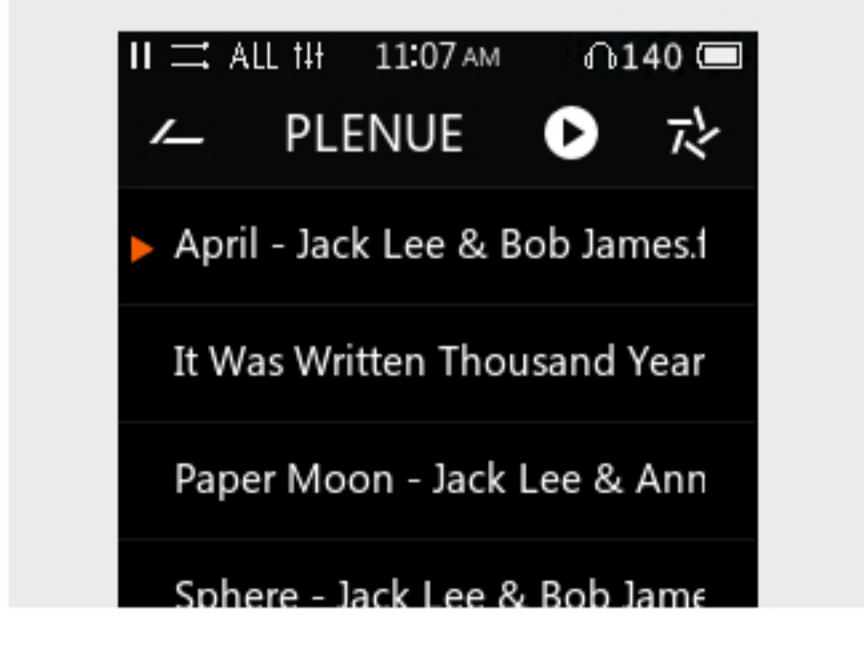 ALL 11:07 AM 140
PLENUE
April - Jack Lee & Bob James.f
It Was Written Thousand Year
Paper Moon - Jack Lee & Ann
Sphere - Jack Lee & Bob Jame